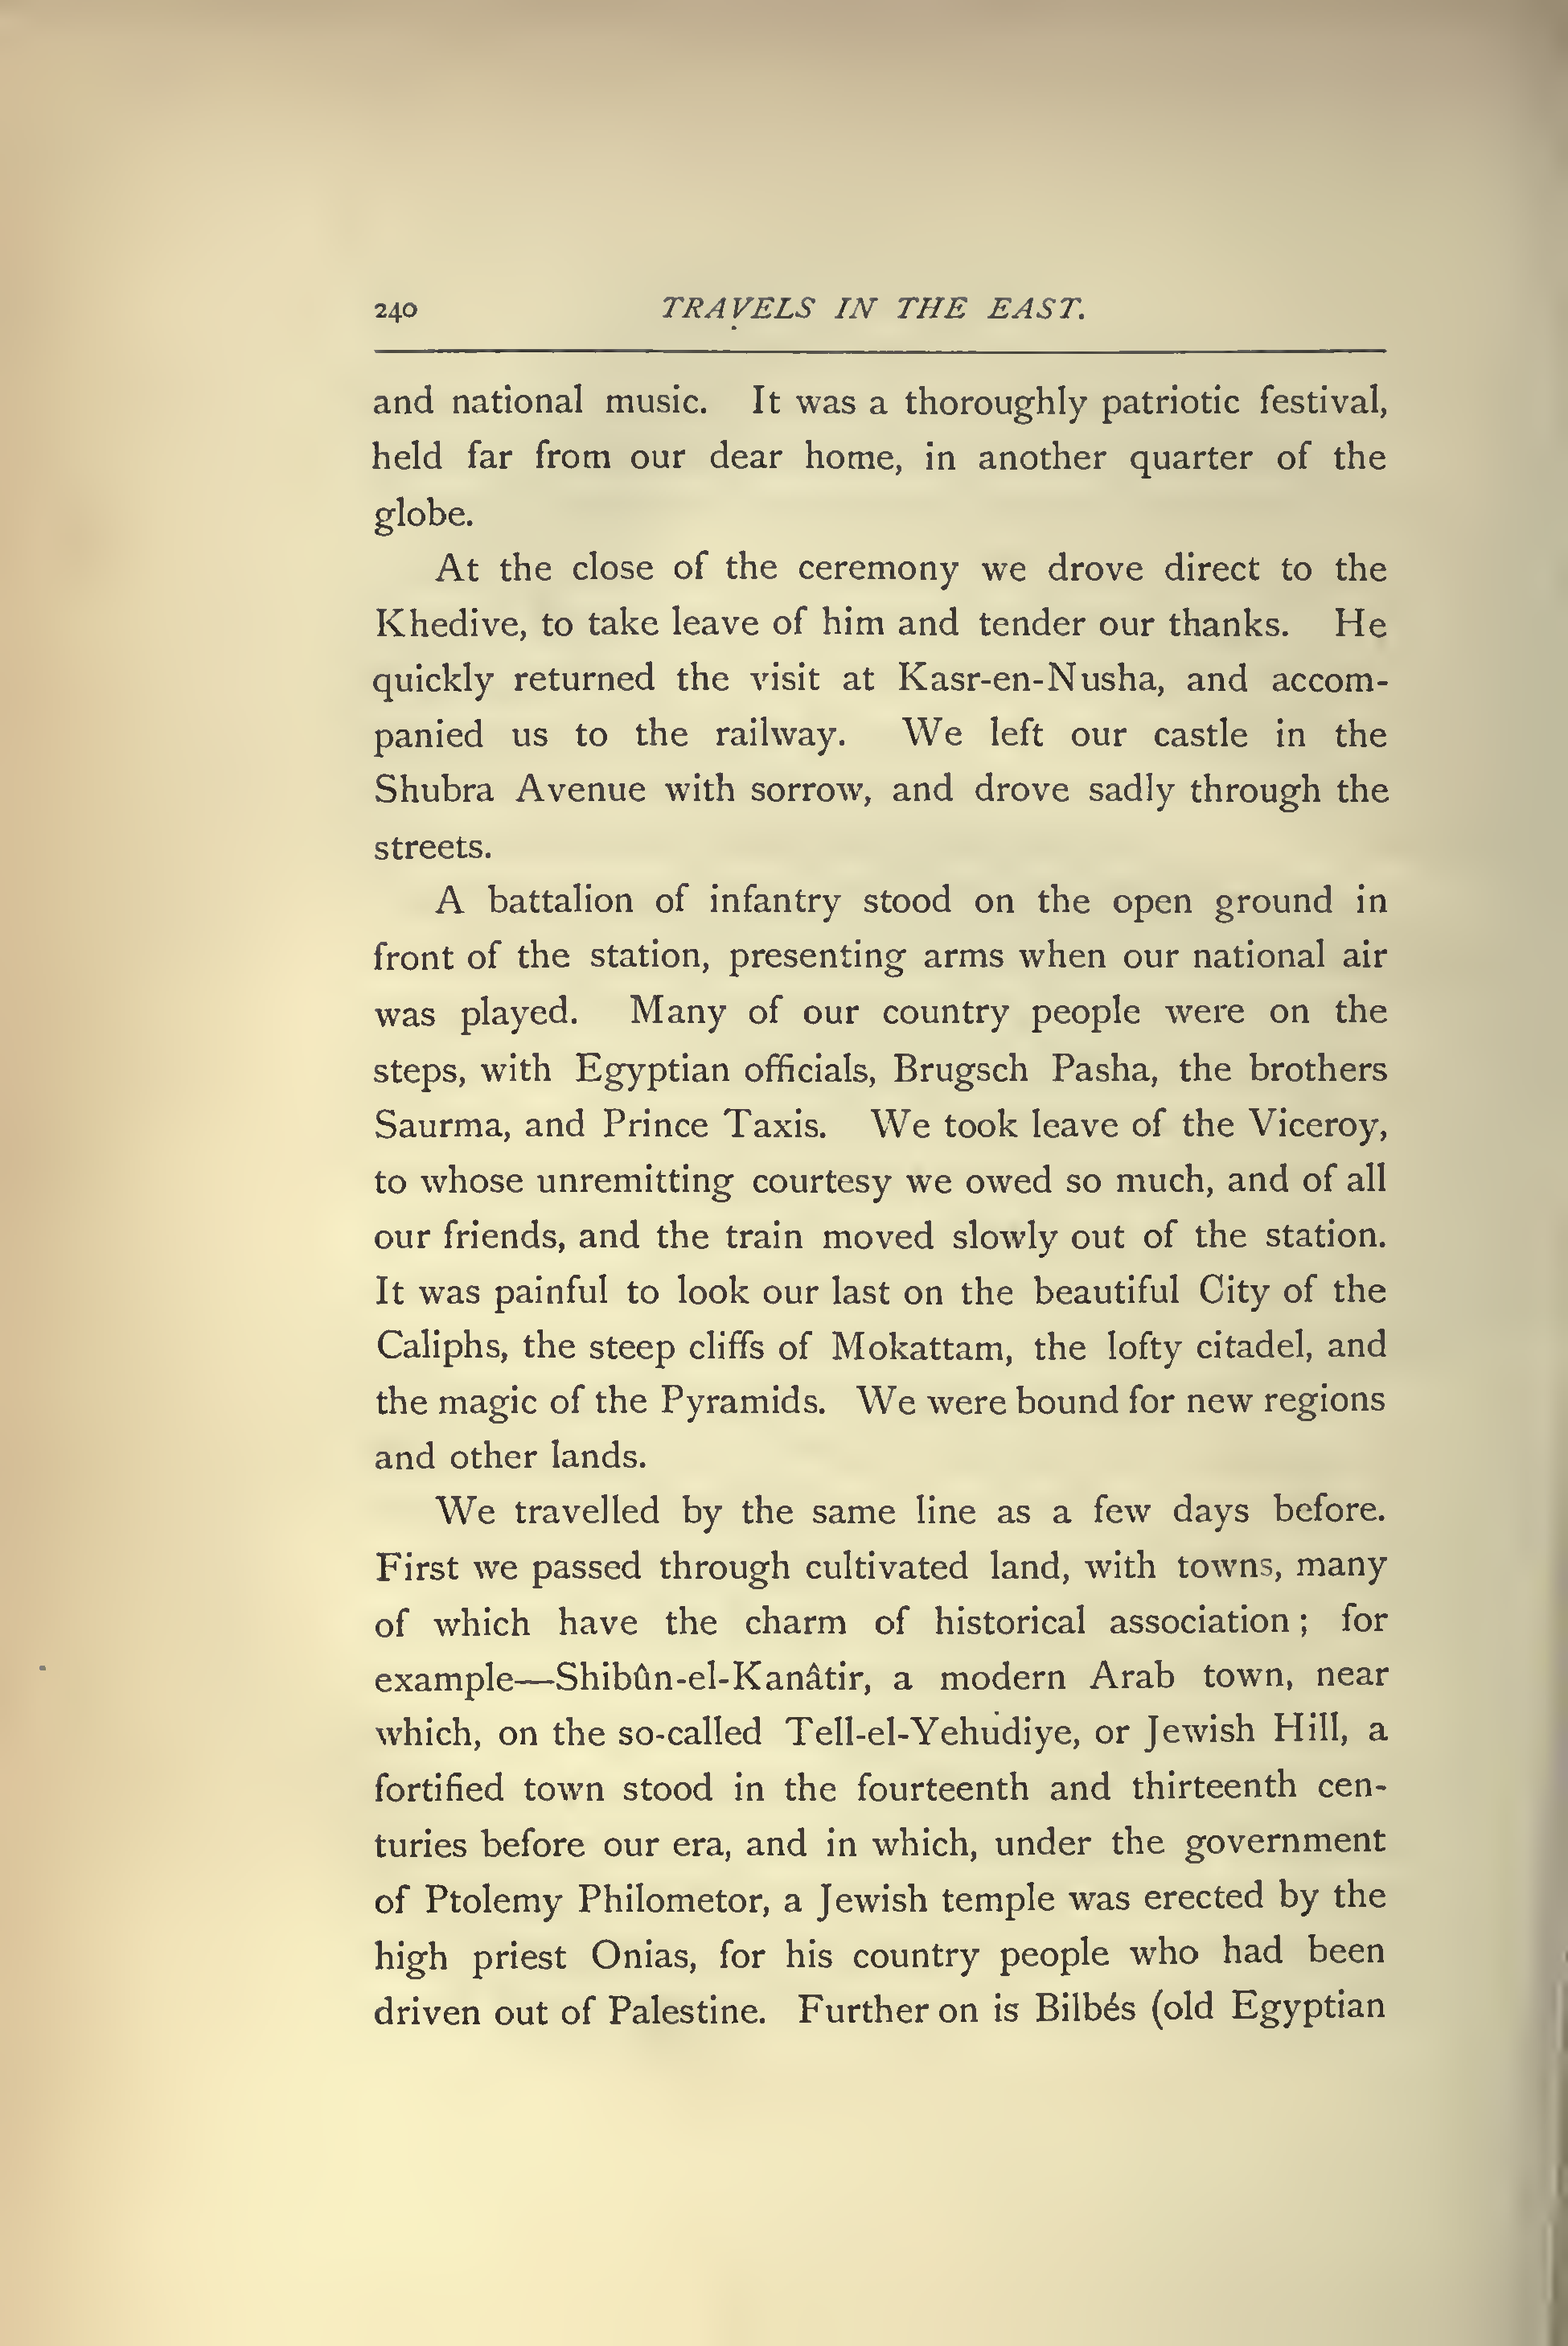 240 TRAVELS IN THE EAST.
and national music. It was a thoroughly patriotic festival,
held far from our dear home, in another quarter of the
globe.
At the close of the ceremony we drove direct to the
Khedive, to take leave of him and tender our thanks. He
quickly returned the visit at Kasr-en-Nusha, and accom-
panied us to the railway. We left our castle in the
Shubra Avenue with sorrow, and drove sadly through the
streets.
A battalion of infantry stood on the open ground in
front of the station, presenting arms when our national air
was played. Many of our country people were on the
steps, with Egyptian officials, Brugsch Pasha, the brothers
Saurma, and Prince Taxis. We took leave of the Viceroy,
to whose unremitting courtesy we owed so much, and of all
our friends, and the train moved slowly out of the station.
It was painful to look our last on the beautiful City of the
Caliphs, the steep cliffs of Mokattam, the lofty citadel, and
the magic of the Pyramids. We were bound for new regions
and other lands.
We travelled by the same line as a few days before.
First we passed through cultivated land, with towns, many
of which have the charm of historical association; for
example—Shibûn-el-Kanâtir, a modern Arab town, near
which, on the so-called Tell-el-Yehudiye, or Jewish Hill, a
fortified town stood in the fourteenth and thirteenth cen-
turies before our era, and in which, under the government
of Ptolemy Philometor, a Jewish temple was erected by the
high priest Onias, for his country people who had been
driven out of Palestine. Further on is Bilbés (old Egyptian